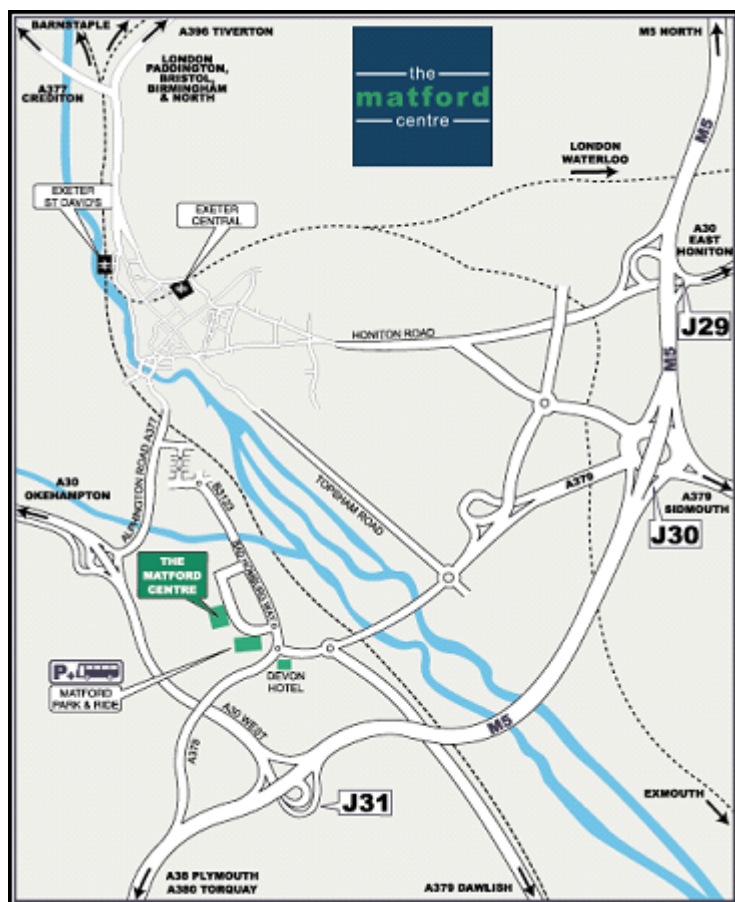 BARNSTAPLE
A396 TIVERTON
M5 NORTH
LONDON
PADDINGTON,
BRISTOL,
BIRMINGHAM
& NORTH
A377
CREDITON
the
matford
centre
M5
LONDON
WATERLOO
EXETER
ST DAVID'S
EXETER
CENTRAL
A30
EAST
HONITON
J29
HONITON ROAD
M5
ALPHINGTON ROAD A377
A30
OKEHAMPTON
B3123
TOPSHAM ROAD
A379
A379
SIDMOUTH
J30
BAD HOMBURG WAY
THE
MATFORD
CENTRE
P+
MATFORD
PARK & RIDE
DEVON
HOTEL
A30 WEST
A379
M5
J31
EXMOUTH
A38 PLYMOUTH
A380 TORQUAY
A379 DAWLISH